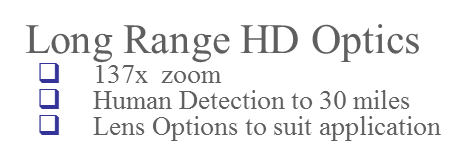 Long Range HD Optics
❑ 137x zoom
❑ Human Detection to 30 miles
❑ Lens Options to suit application